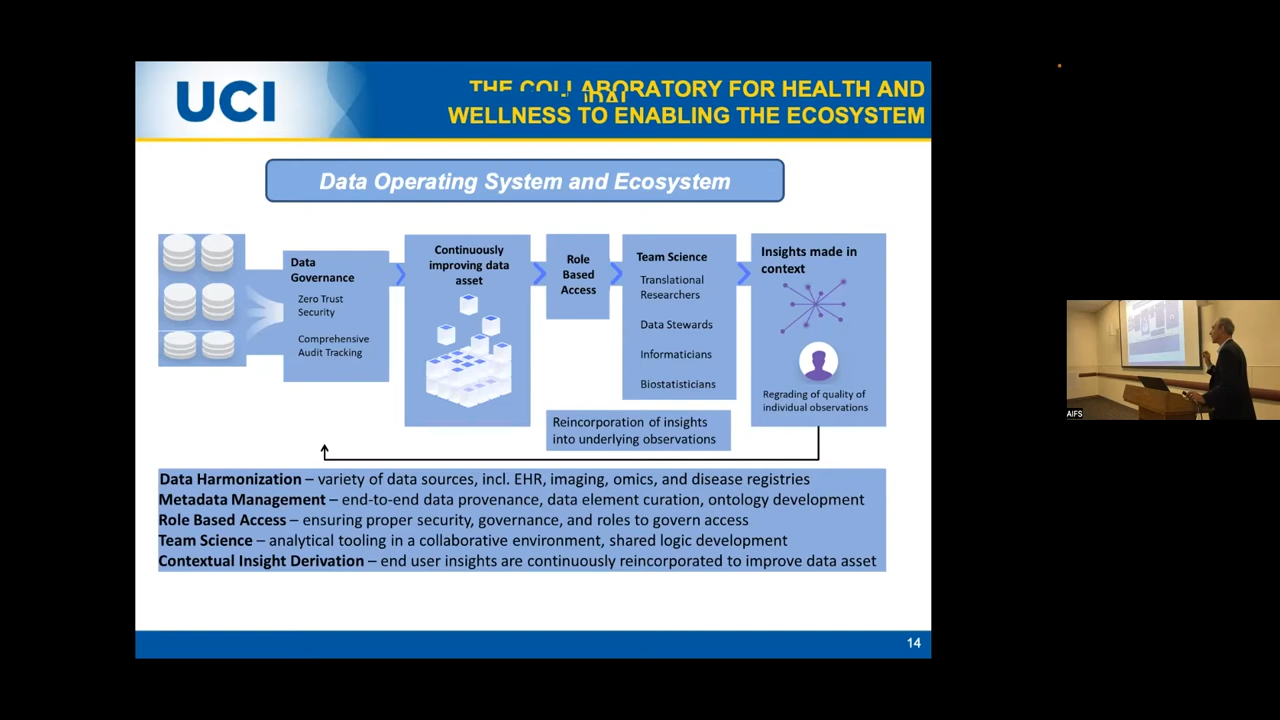 UCI
THE COLLABORATORY FOR HEALTH AND
WELLNESS TO ENABLING THE ECOSYSTEM
Data Operating System and Ecosystem
Data
Governance
Zero Trust
Security
Comprehensive
Audit Tracking
Continuously
improving data
asset
Role
Based
Access
Team Science
Translational
Researchers
Data Stewards
Informaticians
Biostatisticians
Insights made in
context
Regrading of quality of
individual observations
Reincorporation of insights
into underlying observations
Data Harmonization – variety of data sources, incl. EHR, imaging, omics, and disease registries
Metadata Management – end-to-end data provenance, data element curation, ontology development
Role Based Access – ensuring proper security, governance, and roles to govern access
Team Science – analytical tooling in a collaborative environment, shared logic development
Contextual Insight Derivation – end user insights are continuously reincorporated to improve data asset
14
AIFS